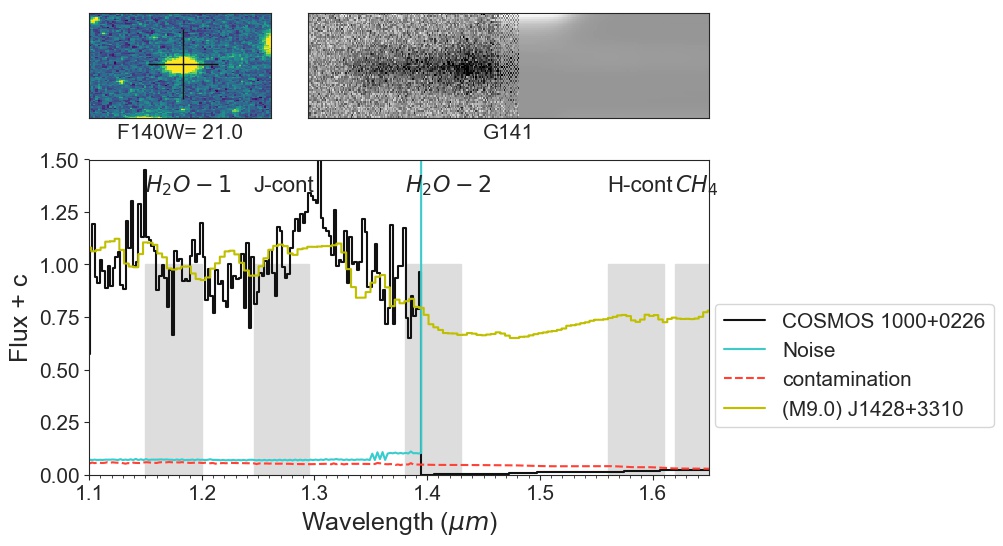 F140W= 21.0
G141
H₂O − 1
J-cont
H₂O − 2
H-cont
CH₄
1.50
1.25
1.00
0.75
0.50
0.25
0.00
Flux + c
1.1
1.2
1.3
1.4
1.5
1.6
Wavelength (μm)
COSMOS 1000+0226
Noise
contamination
(M9.0) J1428+3310